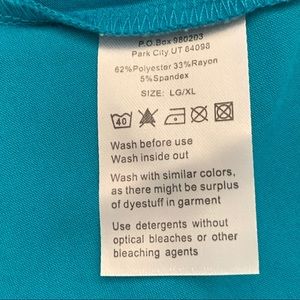 P.O.Box 980203
Park City UT 84098
62%Polyester 33%Rayon
5%Spandex
SIZE: LG/XL
40
Wash before use
Wash inside out
Wash with similar colors,
as there might be surplus
of dyestuff in garment
Use detergents without
optical bleaches or other
bleaching agents